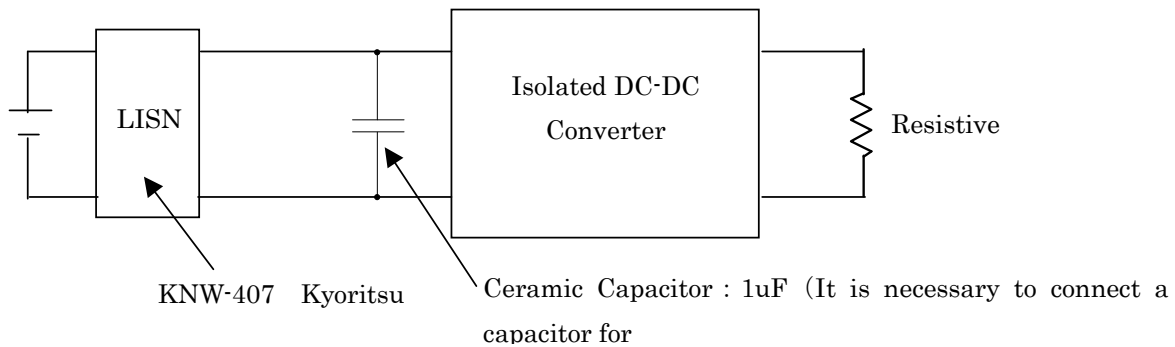 Isolated DC-DC
Converter
LISN
Resistive
KNW-407 Kyoritsu
Ceramic Capacitor : 1uF (It is necessary to connect a
capacitor for